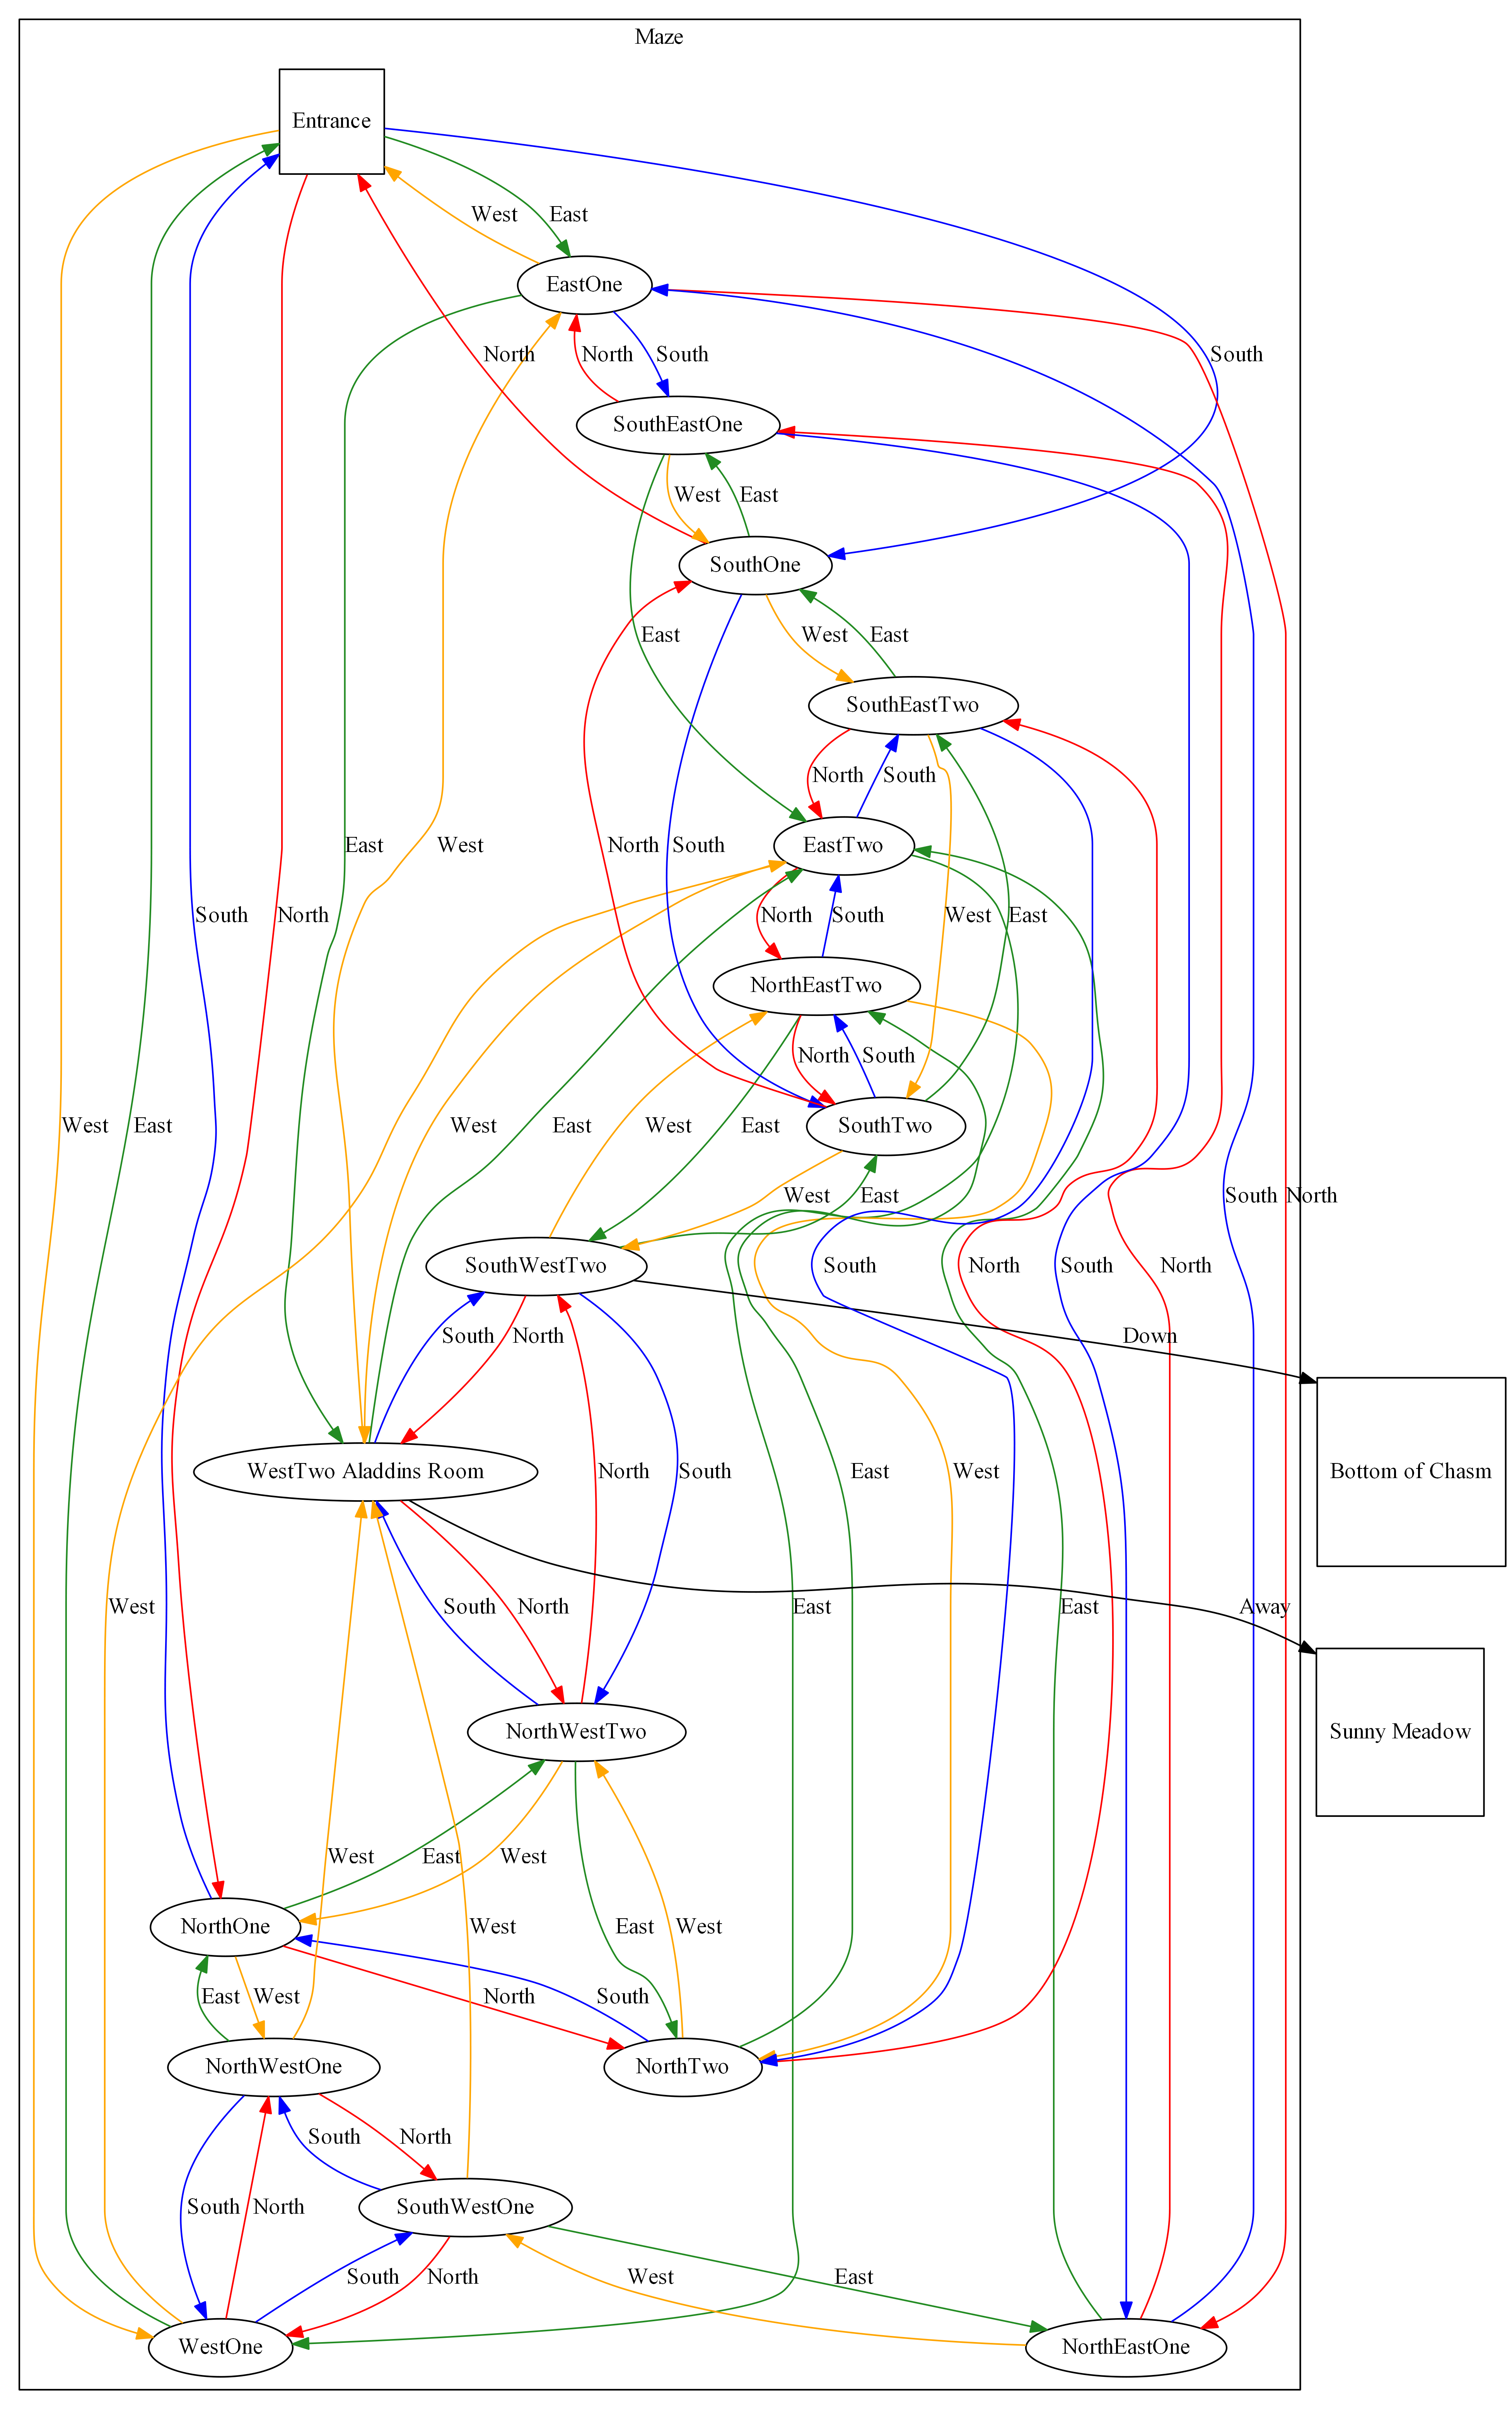 Maze
Entrance
West
East
EastOne
North
North
South
South
SouthEastOne
West
East
SouthOne
East
West
East
SouthEastTwo
North
South
East
West
North
South
EastTwo
South
North
North
South
West
East
NorthEastTwo
North
South
West
East
West
East
West
East
SouthTwo
West
East
South
North
SouthWestTwo
South
North
South
North
South
North
Down
WestTwo Aladdins Room
North
South
East
West
Bottom of Chasm
West
South
North
East
East
Away
NorthWestTwo
Sunny Meadow
West
East
West
West
NorthOne
East
West
East
West
North
South
NorthWestOne
NorthTwo
South
North
South
North
SouthWestOne
South
North
West
East
WestOne
NorthEastOne